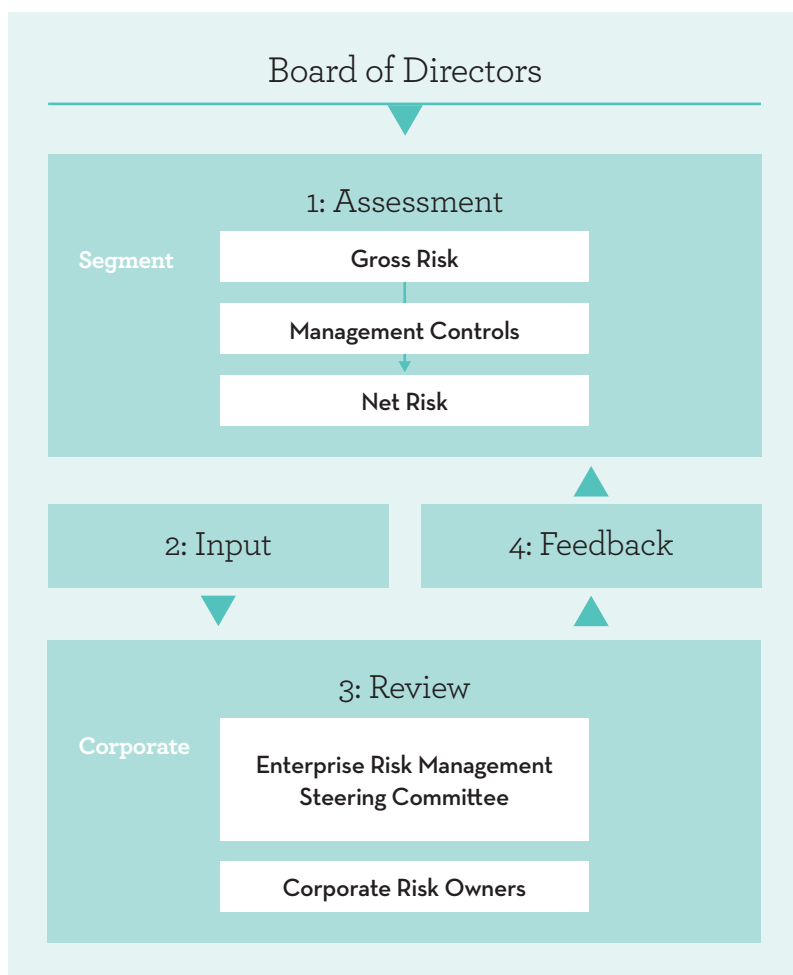 Board of Directors
1: Assessment
Segment
Gross Risk
Management Controls
Net Risk
2: Input
4: Feedback
3: Review
Corporate
Enterprise Risk Management
Steering Committee
Corporate Risk Owners